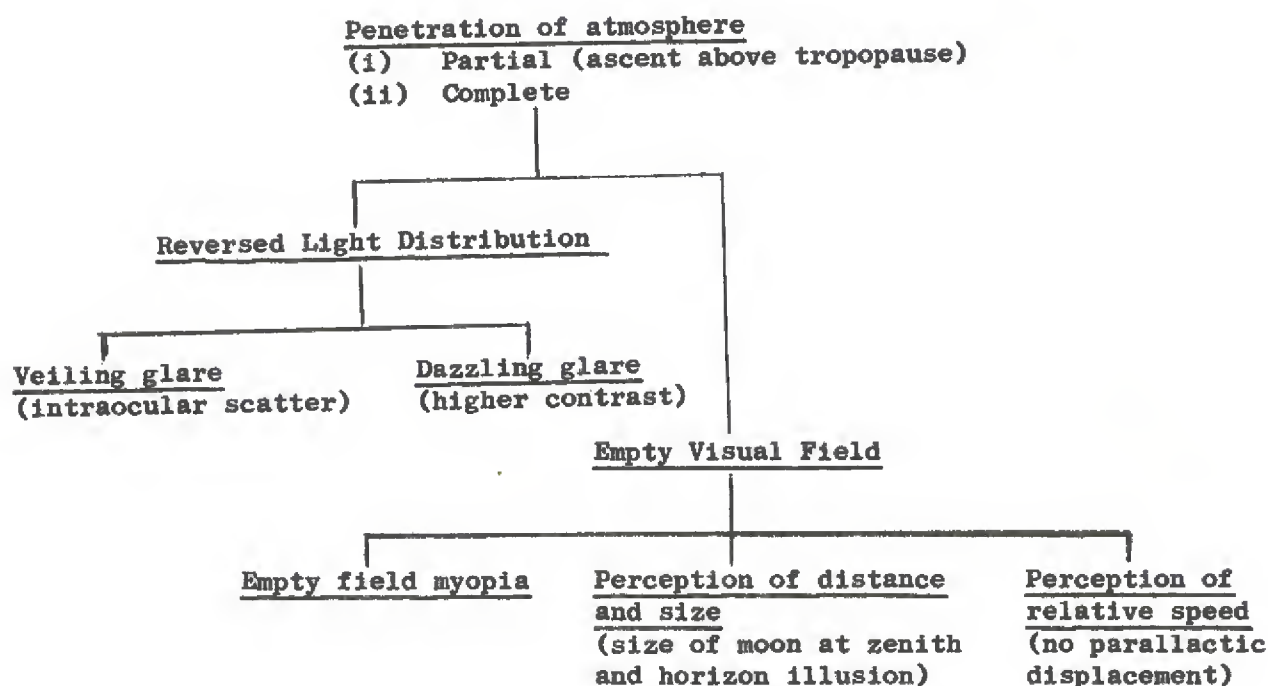 Penetration of atmosphere
(i) Partial (ascent above tropopause)
(ii) Complete
Reversed Light Distribution
Veiling glare
(intraocular scatter)
Dazzling glare
(higher contrast)
Empty Visual Field
Empty field myopia
Perception of distance
and size
(size of moon at zenith
and horizon illusion)
Perception of
relative speed
(no parallactic
displacement)